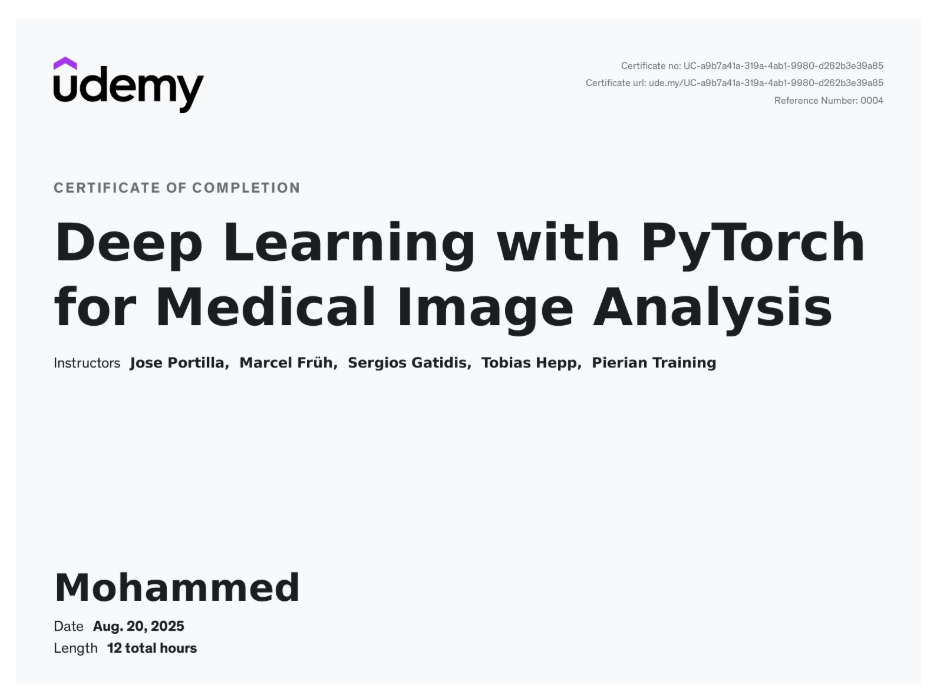 udemy
Certificate no: UC-a9b7a41a-319a-4ab1-9980-d262b3e39a85
Certificate url: ude.my/UC-a9b7a41a-319a-4ab1-9980-d262b3e39a85
Reference Number: 0004
CERTIFICATE OF COMPLETION
Deep Learning with PyTorch
for Medical Image Analysis
Instructors Jose Portilla, Marcel Früh, Sergios Gatidis, Tobias Hepp, Pierian Training
Mohammed
Date Aug. 20, 2025
Length 12 total hours